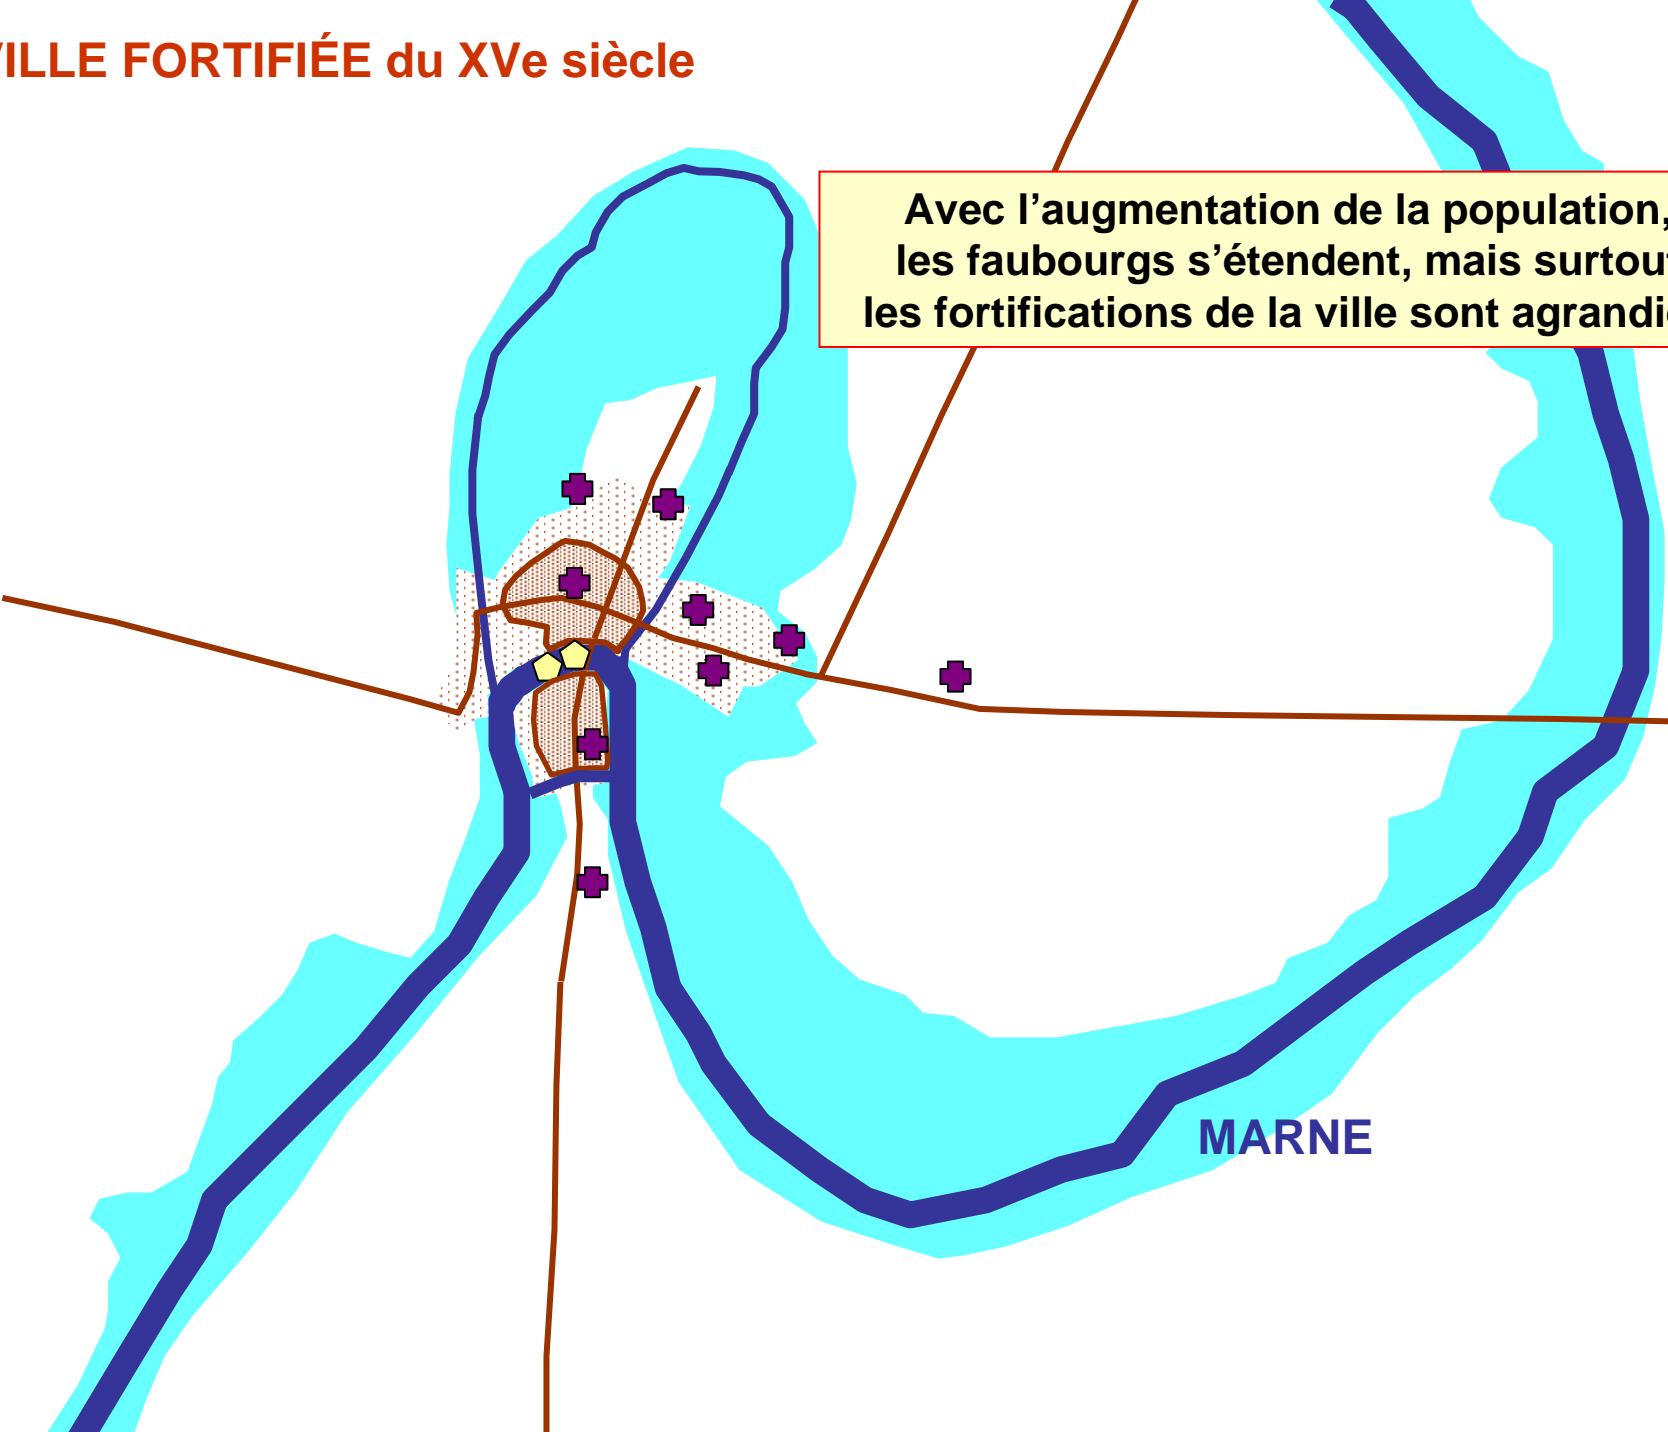 VILLE FORTIFIÉE du XVe siècle
Avec l’augmentation de la population,
les faubourgs s’étendent, mais surtout
les fortifications de la ville sont
MARNE